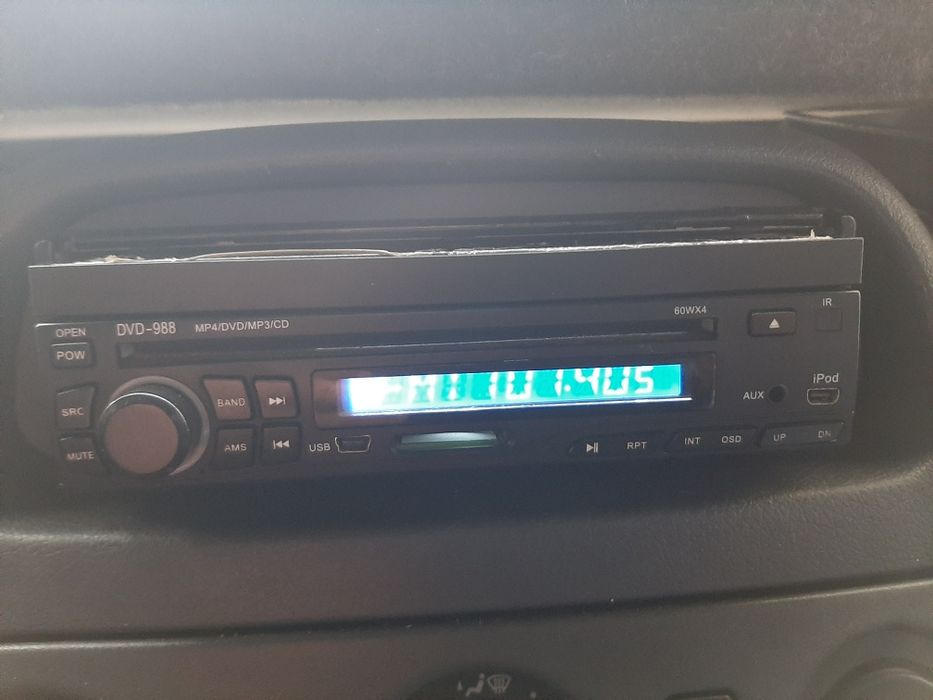 OPEN
POW
DVD-988
MP4/DVD/MP3/CD
60WX4
IR
SRC
BAND
AUX
iPod
MUTE
AMS
USB
RPT
INT
OSD
UP
DN